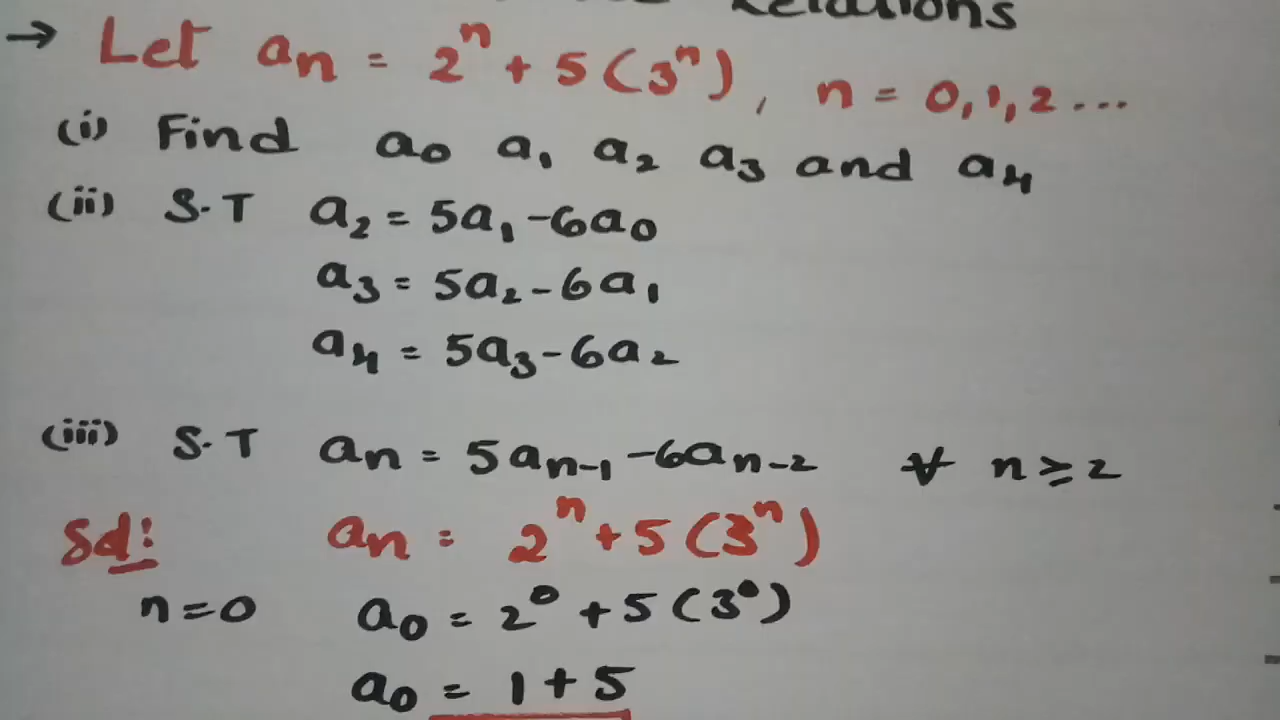 Relations
→ Let aₙ = 2ⁿ + 5(3ⁿ), n = 0,1,2...
(i) Find a₀ a₁ a₂ a₃ and a₄
(ii) S.T a₂ = 5a₁ - 6a₀
a₃ = 5a₂ - 6a₁
a₄ = 5a₃ - 6a₂
(iii) S.T aₙ = 5aₙ₋₁ - 6aₙ₋₂ ∀ n ≥ 2
Sol: aₙ = 2ⁿ + 5(3ⁿ)
n = 0 a₀ = 2⁰ + 5(3⁰)
a₀ = 1 + 5